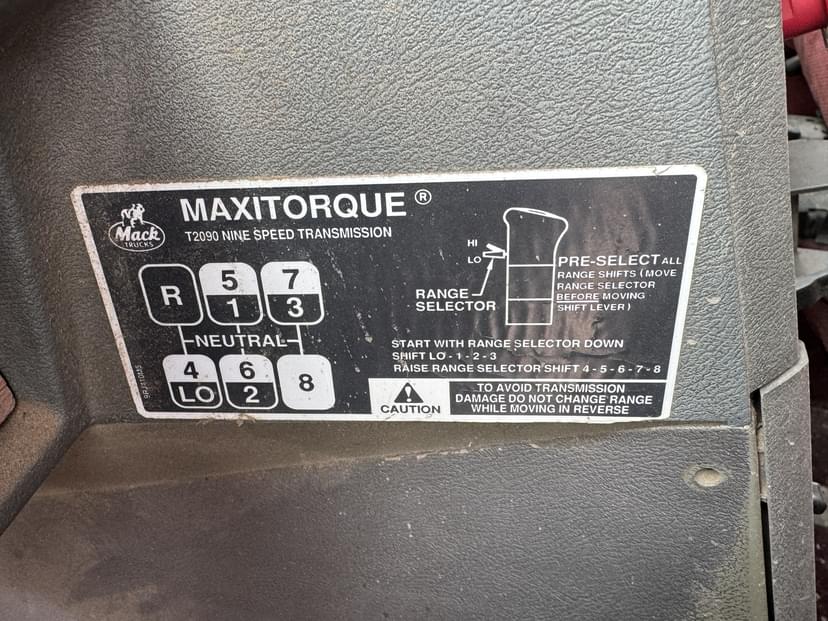 MAXITORQUE ®
Mack
TRUCKS
T2090 NINE SPEED TRANSMISSION
R
5
1
7
3
NEUTRAL
4
LO
6
2
8
HI
LO
RANGE
SELECTOR
PRE-SELECT ALL
RANGE SHIFTS (MOVE
RANGE SELECTOR
BEFORE MOVING
SHIFT LEVER)
START WITH RANGE SELECTOR DOWN
SHIFT LO - 1 - 2 - 3
RAISE RANGE SELECTOR SHIFT 4 - 5 - 6 - 7 - 8
CAUTION
TO AVOID TRANSMISSION
DAMAGE DO NOT CHANGE RANGE
WHILE MOVING IN REVERSE